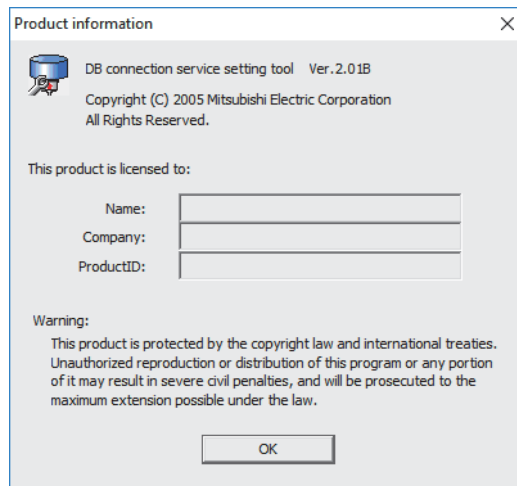 Product information
DB connection service setting tool Ver.2.01B
Copyright (C) 2005 Mitsubishi Electric Corporation
All Rights Reserved.
This product is licensed to:
Name:
Company:
ProductID:
Warning:
This product is protected by the copyright law and international treaties.
Unauthorized reproduction or distribution of this program or any portion
of it may result in severe civil penalties, and will be prosecuted to the
maximum extension possible under the law.
OK